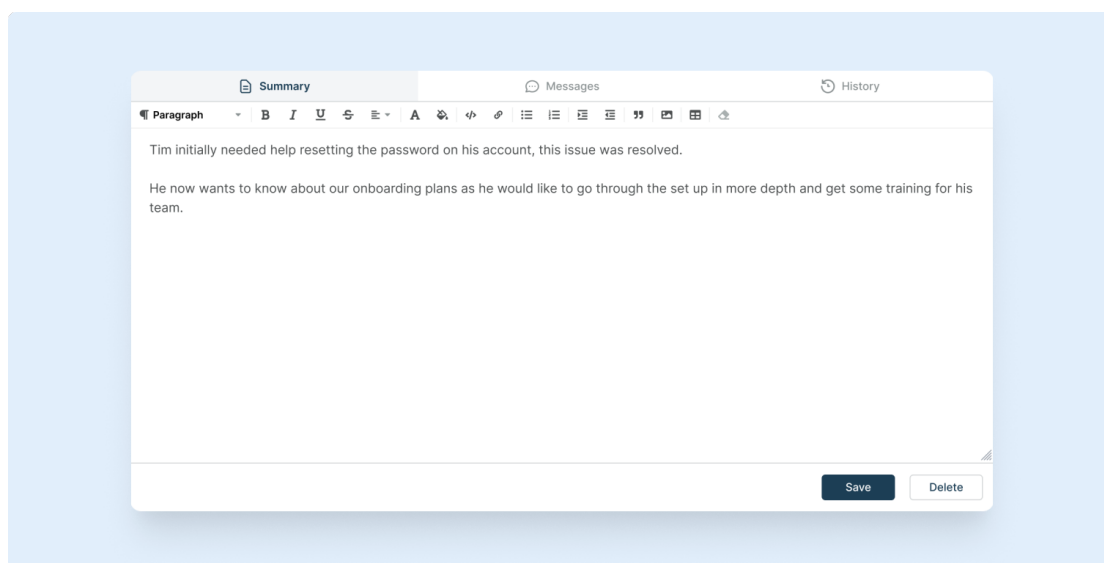 Summary
Messages
History
Paragraph
Tim initially needed help resetting the password on his account, this issue was resolved.
He now wants to know about our onboarding plans as he would like to go through the set up in more depth and get some training for his
team.
Save
Delete